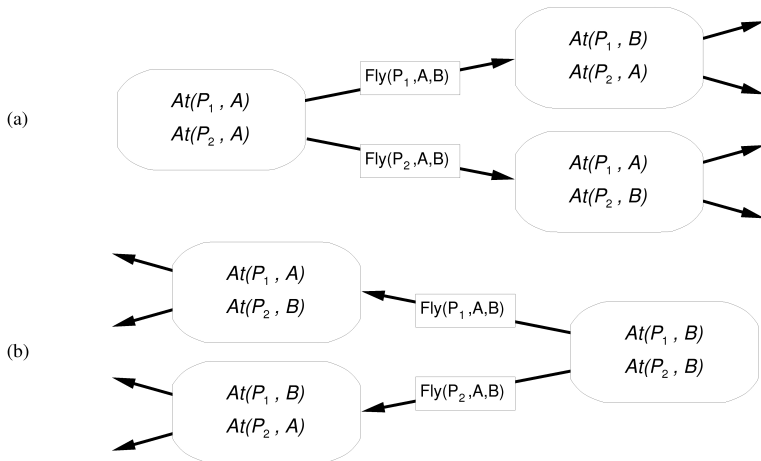 (a)
At(P₁ , A)
At(P₂ , A)
Fly(P₁,A,B)
Fly(P₂,A,B)
At(P₁ , B)
At(P₂ , A)
At(P₁ , A)
At(P₂ , B)
(b)
At(P₁ , A)
At(P₂ , B)
At(P₁ , B)
At(P₂ , A)
Fly(P₁,A,B)
Fly(P₂,A,B)
At(P₁ , B)
At(P₂ , B)